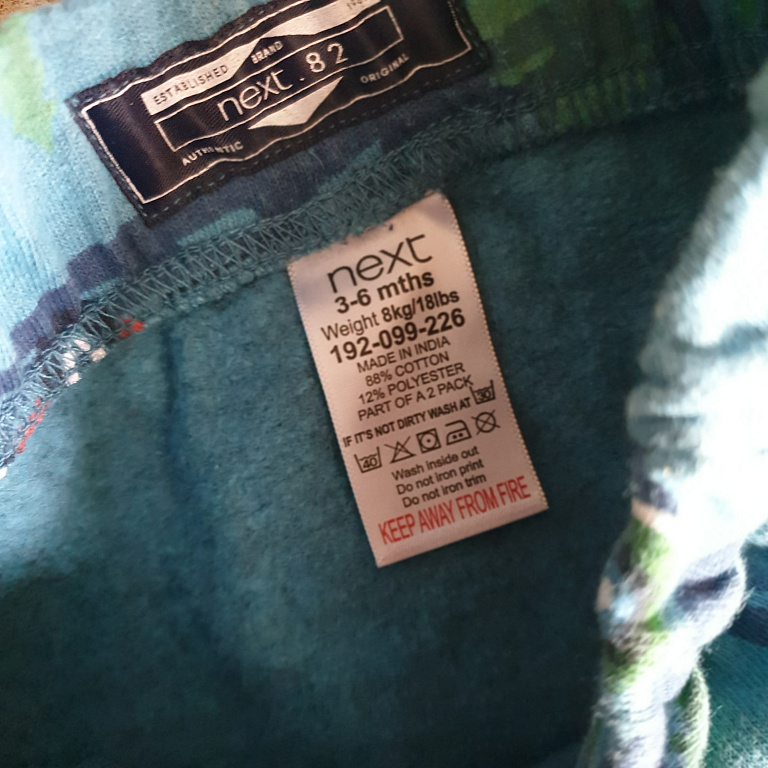 ESTABLISHED BRAND
next.82
AUTHENTIC ORIGINAL
next
3-6 mths
Weight 8kg/18lbs
192-099-226
MADE IN INDIA
88% COTTON
12% POLYESTER
PART OF A 2 PACK
IF IT'S NOT DIRTY WASH AT 30
40
Wash inside out
Do not iron print
Do not iron trim
KEEP AWAY FROM FIRE